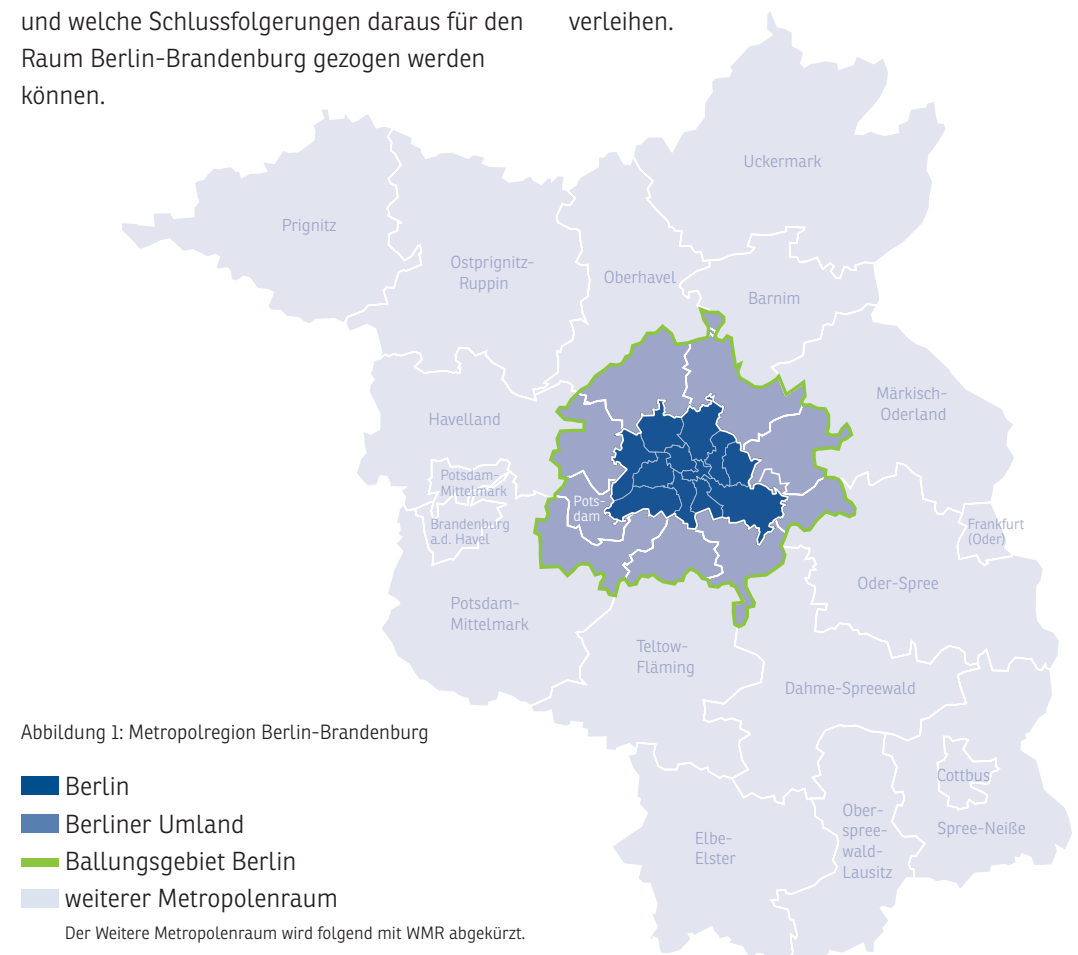 und welche Schlussfolgerungen daraus für den
Raum Berlin-Brandenburg gezogen werden
können.
verleihen.
Uckermark
Prignitz
Ostprignitz-
Ruppin
Oberhavel
Barnim
Märkisch-
Oderland
Havelland
Potsdam-
Mittelmark
Pots-
dam
Brandenburg
a.d. Havel
Frankfurt
(Oder)
Oder-Spree
Potsdam-
Mittelmark
Teltow-
Fläming
Dahme-Spreewald
Cottbus
Ober-
spree-
wald-
Lausitz
Spree-Neiße
Elbe-
Elster
Abbildung 1: Metropolregion Berlin-Brandenburg
Berlin
Berliner Umland
Ballungsgebiet Berlin
weiterer Metropolenraum
Der Weitere Metropolenraum wird folgend mit WMR abgekürzt.